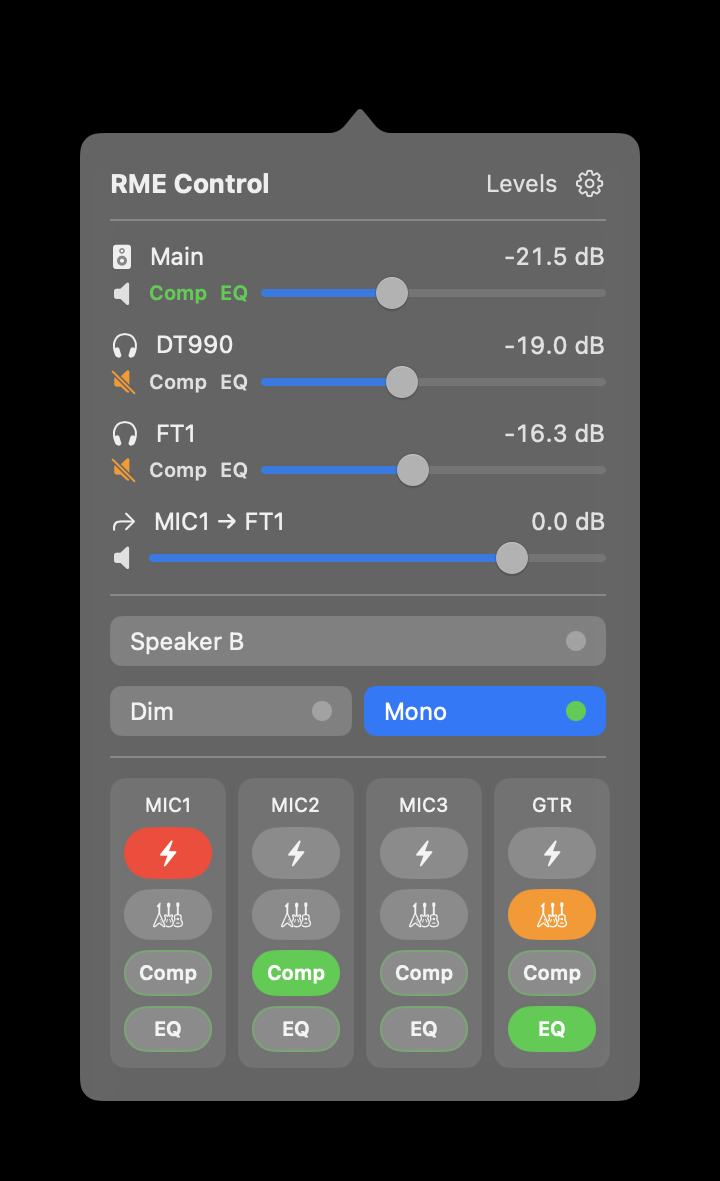 RME Control Levels
Main -21.5 dB
Comp EQ
DT990 -19.0 dB
Comp EQ
FT1 -16.3 dB
Comp EQ
MIC1 → FT1 0.0 dB
Speaker B
Dim Mono
MIC1 MIC2 MIC3 GTR
Comp Comp Comp Comp
EQ EQ EQ EQ